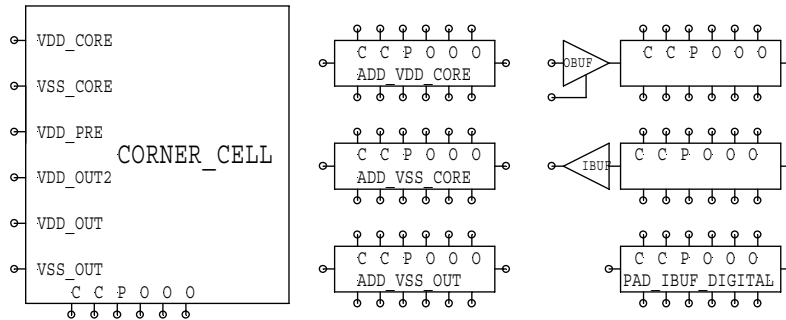 VDD_CORE
VSS_CORE
VDD_PRE
CORNER_CELL
VDD_OUT2
VDD_OUT
VSS_OUT
C C P O O O
C C P O O O
ADD_VDD_CORE
C C P O O O
ADD_VSS_CORE
C C P O O O
ADD_VSS_OUT
OBUF
C C P O O O
IBUF
C C P O O O
C C P O O O
PAD_IBUF_DIGITAL